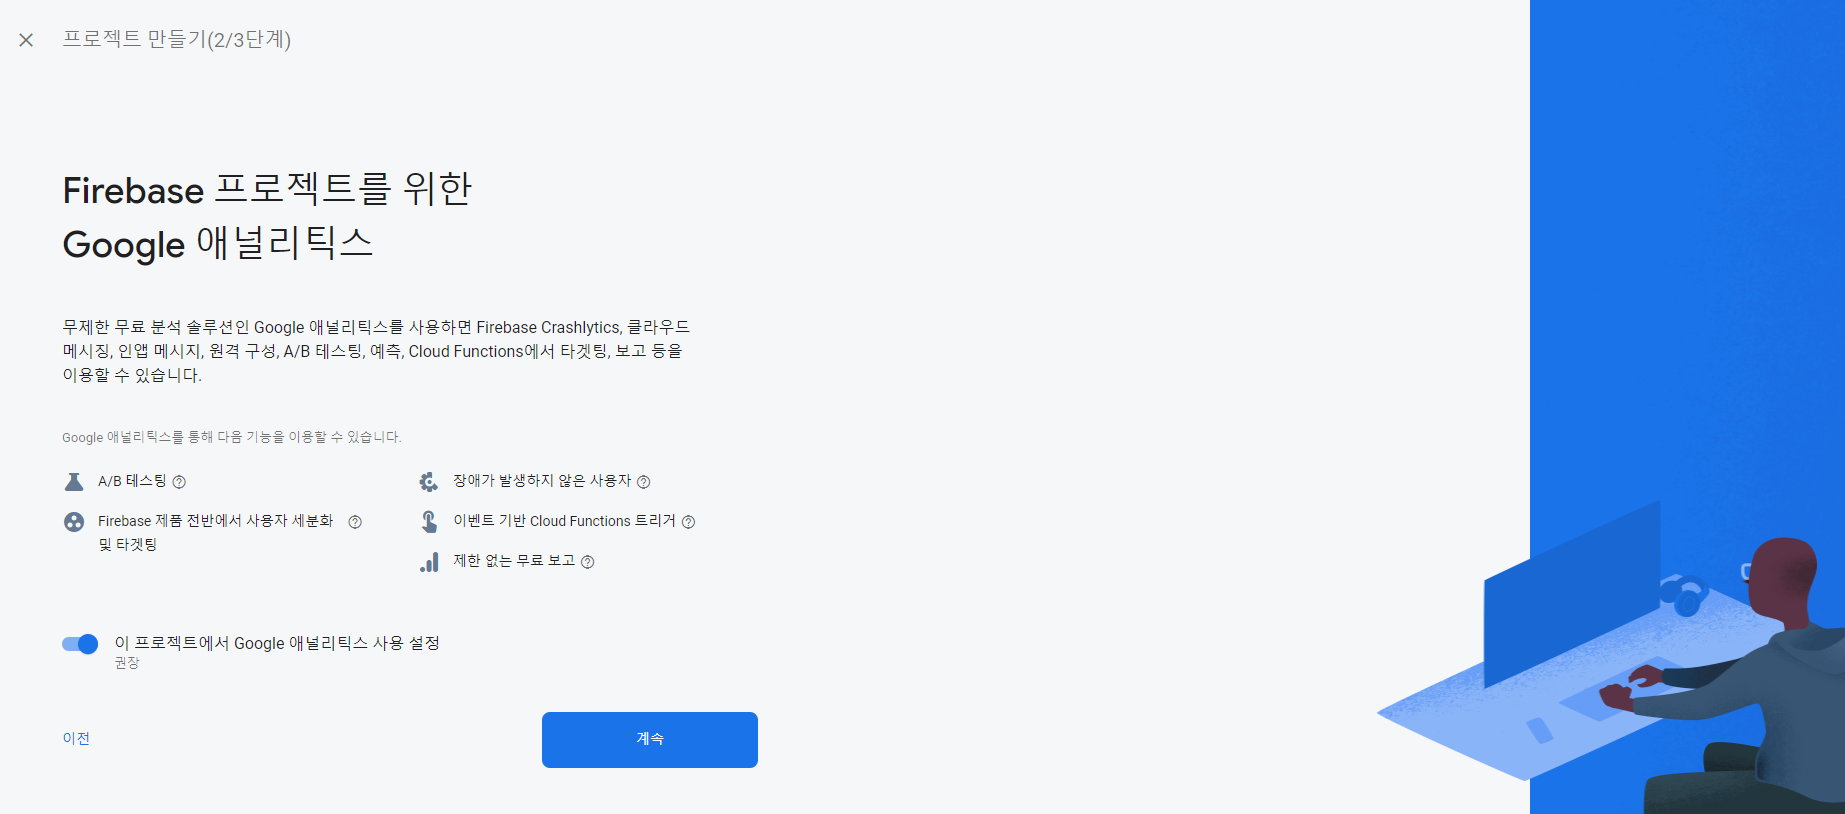 프로젝트 만들기(2/3단계)
Firebase 프로젝트를 위한
Google 애널리틱스
무제한 무료 분석 솔루션인 Google 애널리틱스를 사용하면 Firebase Crashlytics, 클라우드
메시징, 인앱 메시지, 원격 구성, A/B 테스팅, 예측, Cloud Functions에서 타겟팅, 보고 등을
이용할 수 있습니다.
Google 애널리틱스를 통해 다음 기능을 이용할 수 있습니다.
A/B 테스팅
Firebase 제품 전반에서 사용자 세분화
및 타겟팅
장애가 발생하지 않은 사용자
이벤트 기반 Cloud Functions 트리거
제한 없는 무료 보고
이 프로젝트에서 Google 애널리틱스 사용 설정
권장
이전
계속